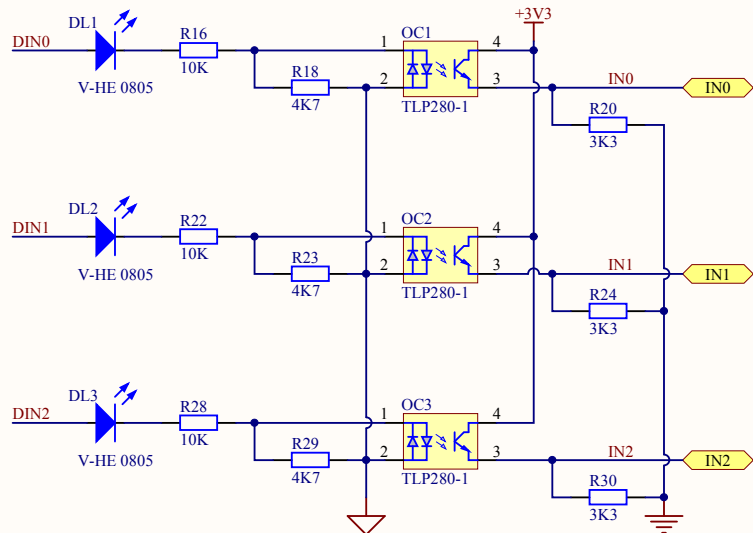 +3V3
DL1
DIN0
V-HE 0805
R16
10K
R18
4K7
1
2
OC1
TLP280-1
4
3
IN0
IN0
R20
3K3
DL2
DIN1
V-HE 0805
R22
10K
R23
4K7
1
2
OC2
TLP280-1
4
3
IN1
IN1
R24
3K3
DL3
DIN2
V-HE 0805
R28
10K
R29
4K7
1
2
OC3
TLP280-1
4
3
IN2
IN2
R30
3K3